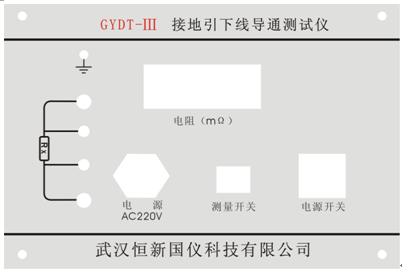 GYDT-III 接地引下线导通测试仪
电阻（mΩ）
Rx
电 源
AC220V
测量开关
电源开关
武汉恒新国仪科技有限公司